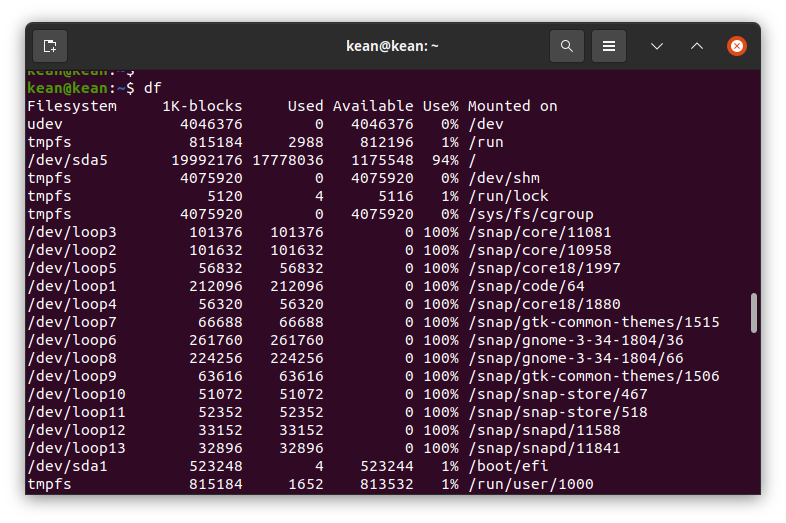 kean@kean: ~
kean@kean:~$
kean@kean:~$ df
Filesystem     1K-blocks     Used Available Use% Mounted on
udev             4046376        0   4046376   0% /dev
tmpfs             815184     2988    812196   1% /run
/dev/sda5       19992176 17778036   1175548  94% /
tmpfs            4075920        0   4075920   0% /dev/shm
tmpfs               5120        4      5116   1% /run/lock
tmpfs            4075920        0   4075920   0% /sys/fs/cgroup
/dev/loop3        101376   101376         0 100% /snap/core/11081
/dev/loop2        101632   101632         0 100% /snap/core/10958
/dev/loop5         56832    56832         0 100% /snap/core18/1997
/dev/loop1        212096   212096         0 100% /snap/code/64
/dev/loop4         56320    56320         0 100% /snap/core18/1880
/dev/loop7         66688    66688         0 100% /snap/gtk-common-themes/1515
/dev/loop6        261760   261760         0 100% /snap/gnome-3-34-1804/36
/dev/loop8        224256   224256         0 100% /snap/gnome-3-34-1804/66
/dev/loop9         63616    63616         0 100% /snap/gtk-common-themes/1506
/dev/loop10        51072    51072         0 100% /snap/snap-store/467
/dev/loop11        52352    52352         0 100% /snap/snap-store/518
/dev/loop12        33152    33152         0 100% /snap/snapd/11588
/dev/loop13        32896    32896         0 100% /snap/snapd/11841
/dev/sda1         523248        4    523244   1% /boot/efi
tmpfs             815184     1652    813532   1% /run/user/1000